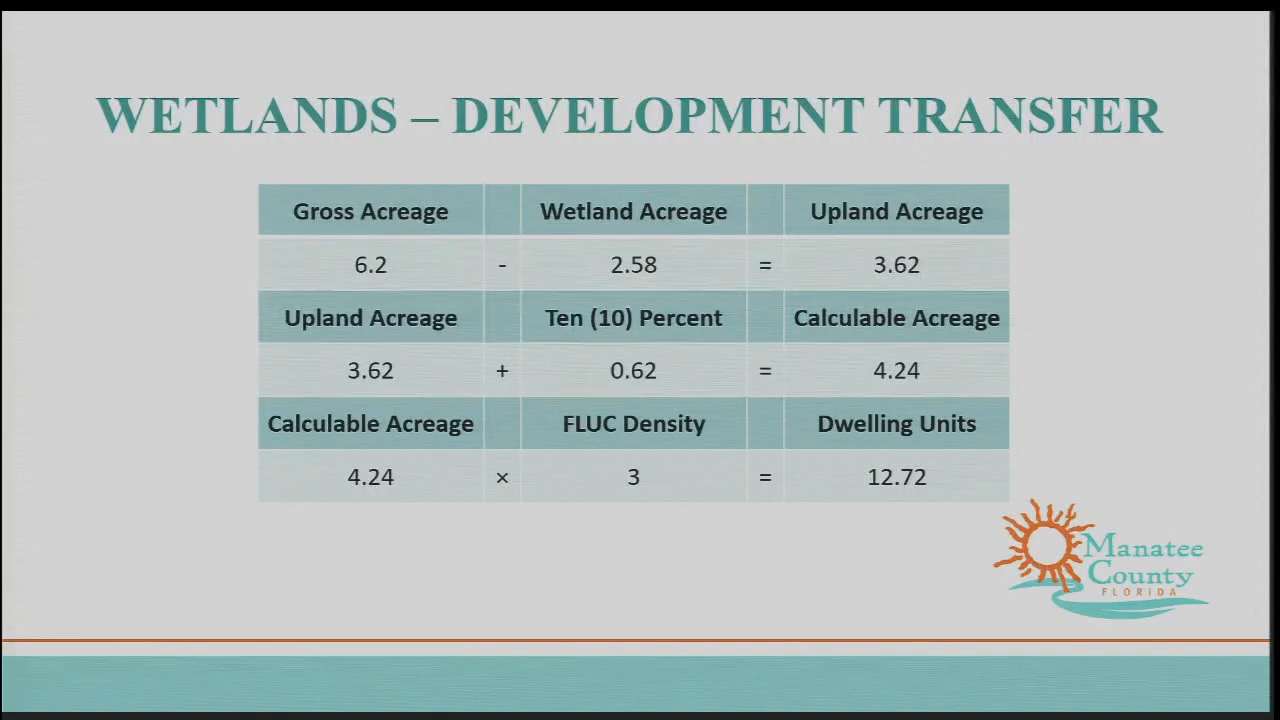 WETLANDS – DEVELOPMENT TRANSFER
Gross Acreage Wetland Acreage Upland Acreage
6.2 - 2.58 = 3.62
Upland Acreage Ten (10) Percent Calculable Acreage
3.62 + 0.62 = 4.24
Calculable Acreage FLUC Density Dwelling Units
4.24 × 3 = 12.72
Manatee
County
FLORIDA